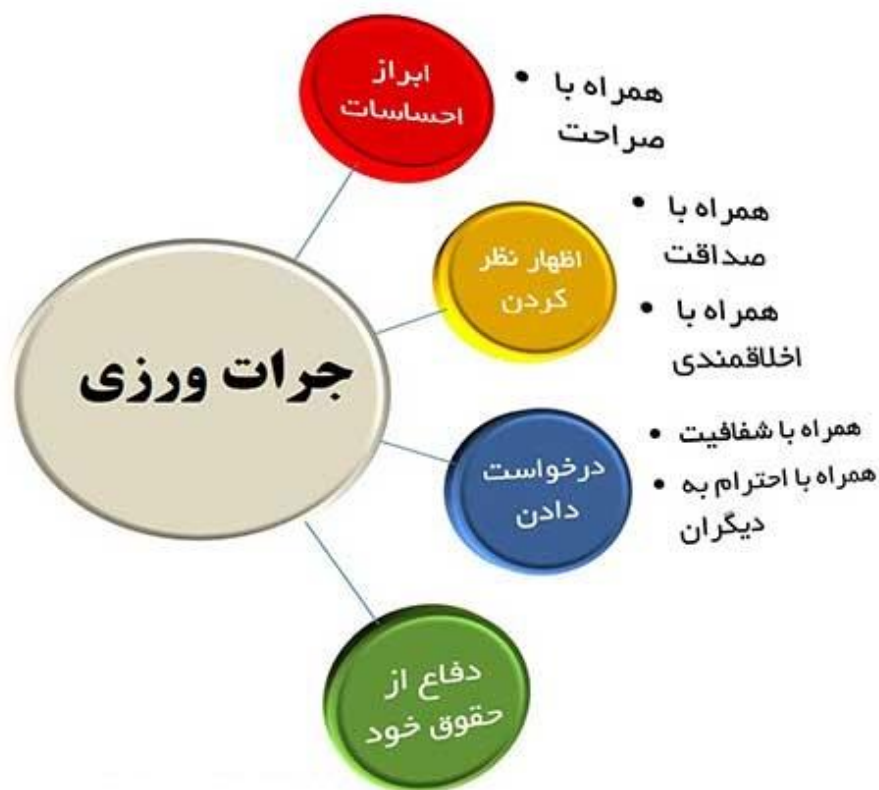 ابراز
احساسات
• همراه با
صراحت
اظهار نظر
کردن
• همراه با
صداقت
• همراه با
اخلاقمندی
جرات ورزی
درخواست
دادن
• همراه با شفافیت
• همراه با احترام به
دیگران
دفاع از
حقوق خود